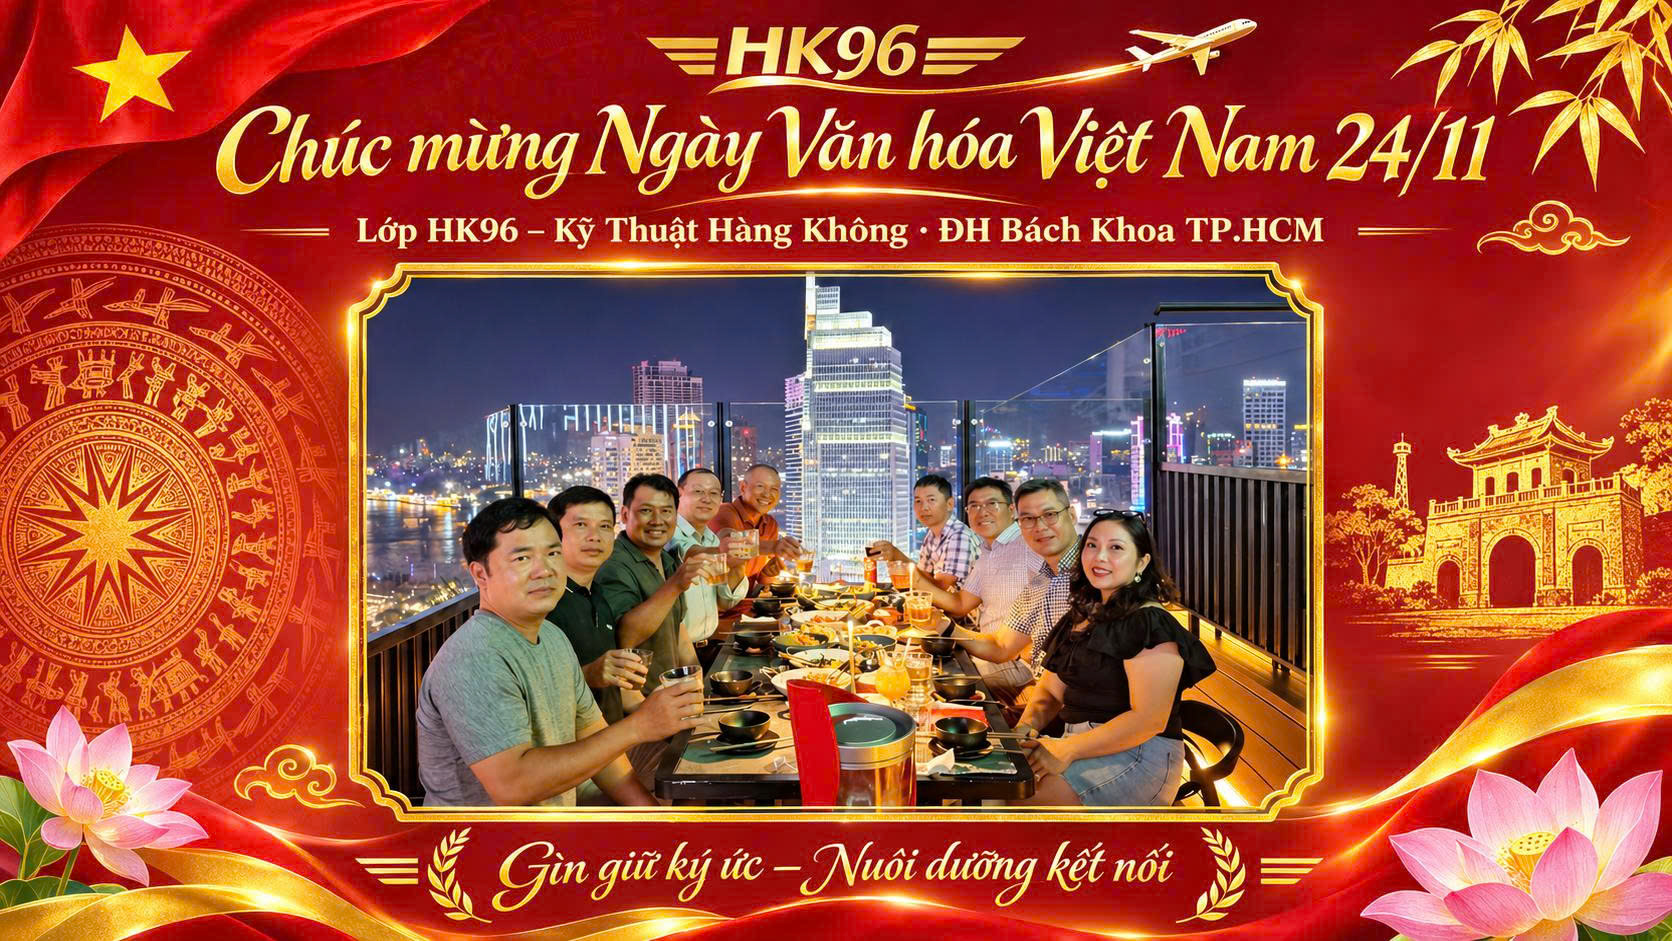 HK96
Chúc mừng Ngày Văn hóa Việt Nam 24/11
Lớp HK96 – Kỹ Thuật Hàng Không · ĐH Bách Khoa TP.HCM
Gìn giữ ký ức – Nuôi dưỡng kết nối